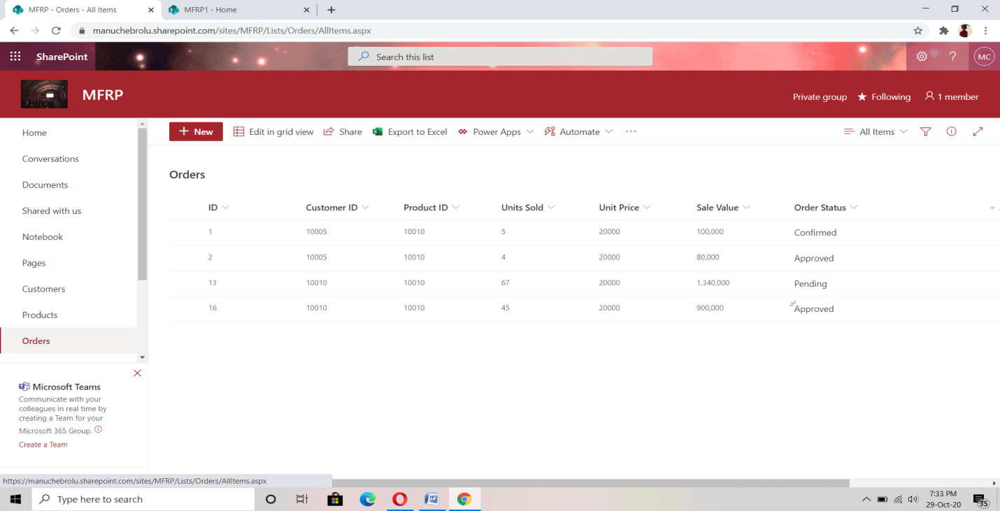 MFRP - Orders - All Items
MFRP1 - Home
manuchebrolu.sharepoint.com/sites/MFRP/Lists/Orders/AllItems.aspx
SharePoint
Search this list
?
MC
MFRP
Private group
Following
1 member
Home
Conversations
Documents
Shared with us
Notebook
Pages
Customers
Products
Orders
New
Edit in grid view
Share
Export to Excel
Power Apps
Automate
All Items
Orders
ID Customer ID Product ID Units Sold Unit Price Sale Value Order Status
1 10005 10010 5 20000 100,000 Confirmed
2 10005 10010 4 20000 80,000 Approved
13 10010 10010 67 20000 1,340,000 Pending
16 10010 10010 45 20000 900,000 Approved
Microsoft Teams
Communicate with your
colleagues in real time by
creating a Team for your
Microsoft 365 Group.
Create a Team
https://manuchebrolu.sharepoint.com/sites/MFRP/Lists/Orders/AllItems.aspx
Type here to search
7:33 PM
29-Oct-20
35